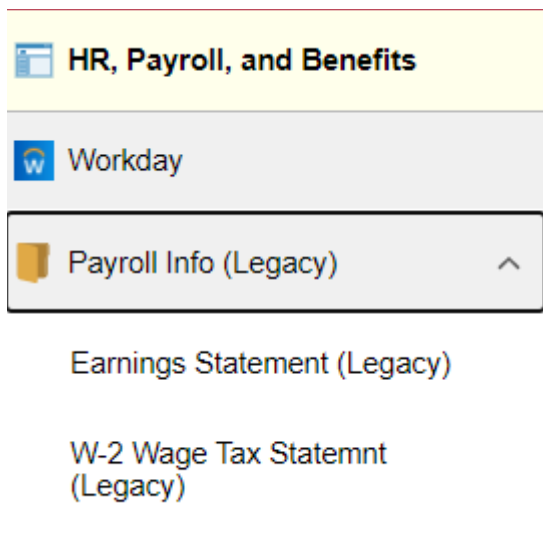 HR, Payroll, and Benefits
Workday
Payroll Info (Legacy)
Earnings Statement (Legacy)
W-2 Wage Tax Statemnt
(Legacy)